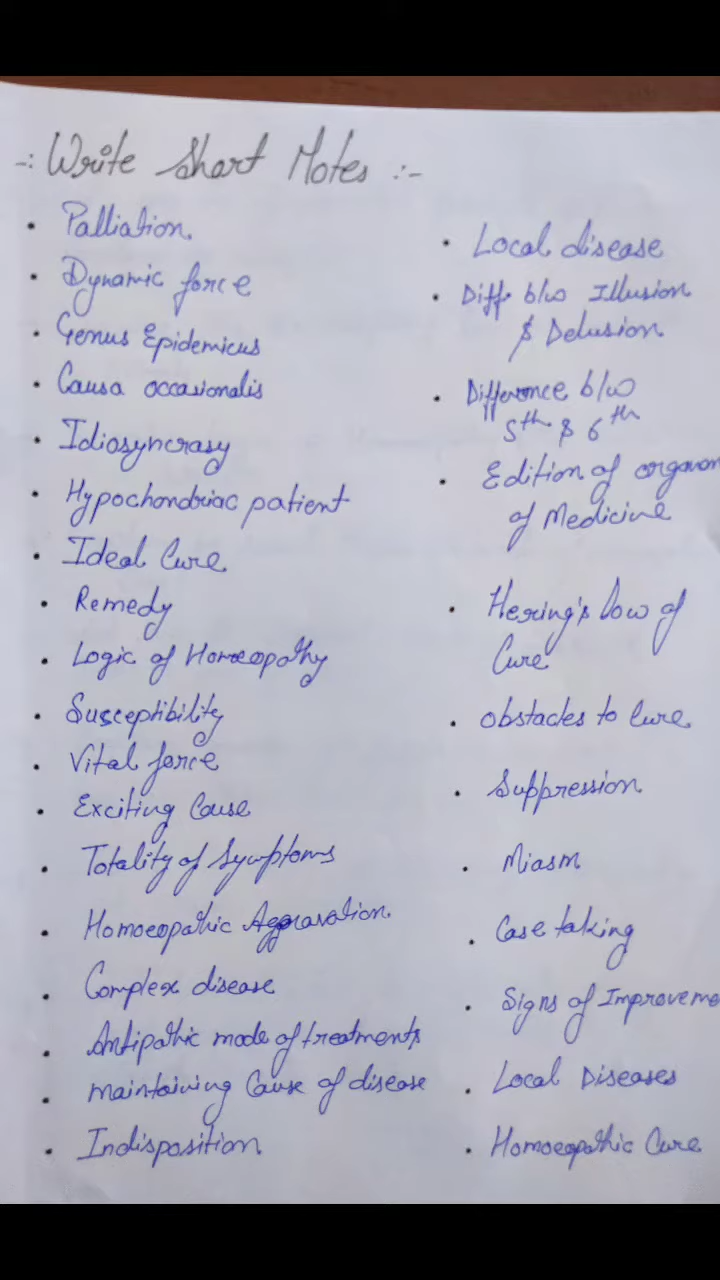 -: Write Short Notes :-
• Palliation.
• Dynamic force
• Genus Epidemicus
• Causa occasionalis
• Idiosyncrasy
• Hypochondriac patient
• Ideal Cure.
• Remedy
• Logic of Homoeopathy
• Susceptibility
• Vital force
• Exciting Cause
• Totality of Symptoms
• Homoeopathic Aggravation.
• Complex disease
• Antipathic mode of treatments
• maintaining Cause of disease
• Indisposition
• Local disease
• Diff b/w Illusion
& Delusion
• Difference b/w
5th & 6th
• Edition of organon
of Medicine
• Hering's Low of
Cure
• obstacles to Cure.
• Suppression
• Miasm
• Case taking
• Signs of Improveme
• Local Diseases
• Homoeopathic Cure